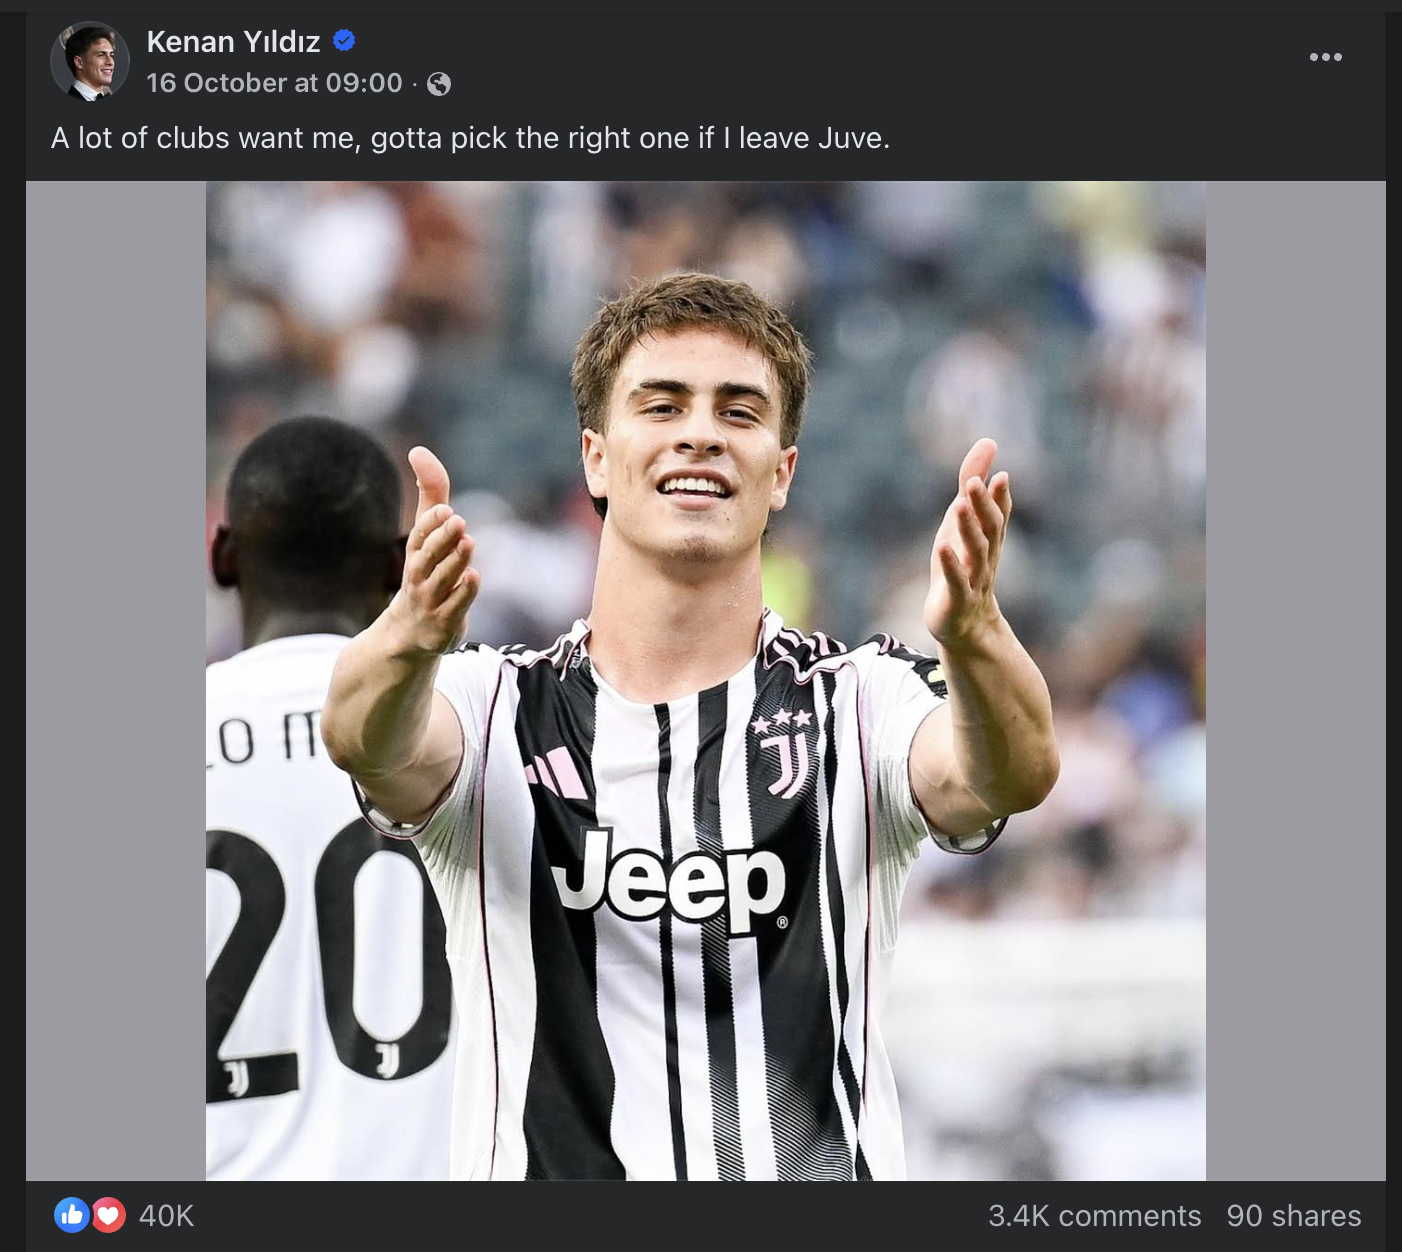 Kenan Yıldız
16 October at 09:00 ·
A lot of clubs want me, gotta pick the right one if I leave Juve.
LO M
20
Jeep®
40K
3.4K comments 90 shares